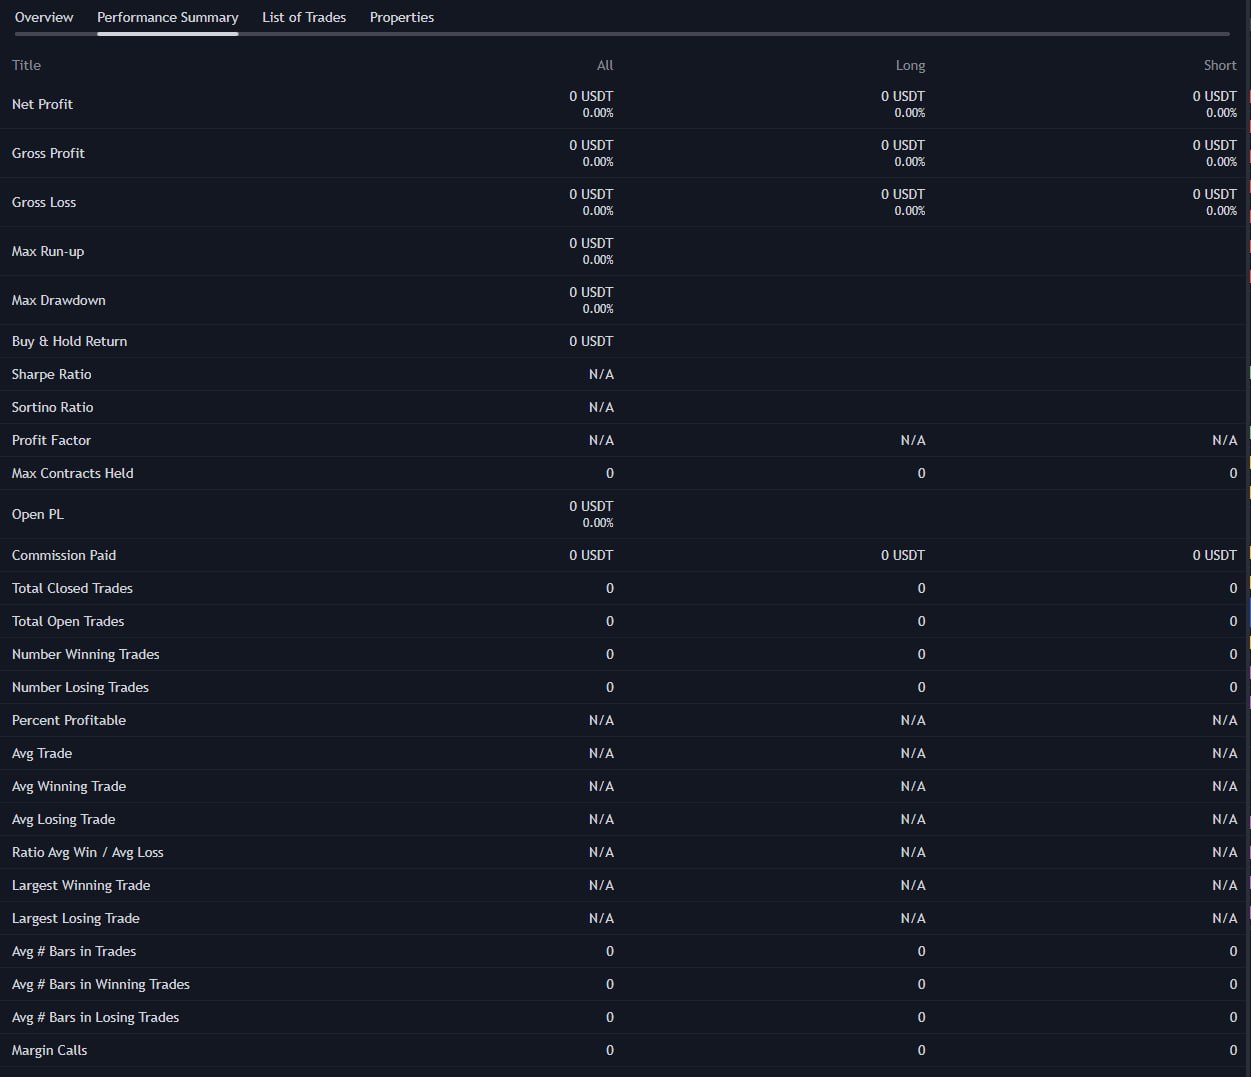 Overview Performance Summary List of Trades Properties
Title All Long Short
Net Profit 0 USDT 0 USDT 0 USDT
0.00% 0.00% 0.00%
Gross Profit 0 USDT 0 USDT 0 USDT
0.00% 0.00% 0.00%
Gross Loss 0 USDT 0 USDT 0 USDT
0.00% 0.00% 0.00%
Max Run-up 0 USDT
0.00%
Max Drawdown 0 USDT
0.00%
Buy & Hold Return 0 USDT
Sharpe Ratio N/A
Sortino Ratio N/A
Profit Factor N/A N/A N/A
Max Contracts Held 0 0 0
Open PL 0 USDT
0.00%
Commission Paid 0 USDT 0 USDT 0 USDT
Total Closed Trades 0 0 0
Total Open Trades 0 0 0
Number Winning Trades 0 0 0
Number Losing Trades 0 0 0
Percent Profitable N/A N/A N/A
Avg Trade N/A N/A N/A
Avg Winning Trade N/A N/A N/A
Avg Losing Trade N/A N/A N/A
Ratio Avg Win / Avg Loss N/A N/A N/A
Largest Winning Trade N/A N/A N/A
Largest Losing Trade N/A N/A N/A
Avg # Bars in Trades 0 0 0
Avg # Bars in Winning Trades 0 0 0
Avg # Bars in Losing Trades 0 0 0
Margin Calls 0 0 0